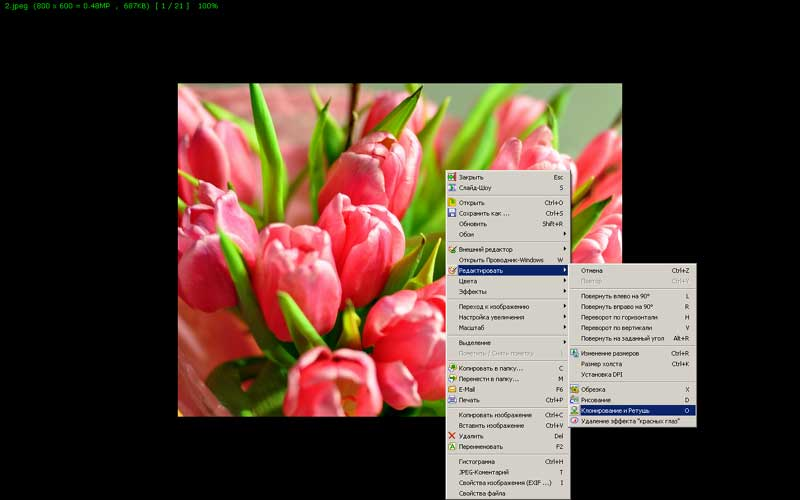 2.jpeg (800 x 600 = 0.48MP , 687KB) [ 1 / 21 ] 100%
Закрыть Esc
Слайд-Шоу S
Открыть Ctrl+O
Сохранить как ... Ctrl+S
Обновить Shift+R
Обои
Внешний редактор
Открыть Проводник-Windows W
Редактировать
Цвета
Эффекты
Переход к изображению
Настройка увеличения
Масштаб
Выделение
Пометить / Снять пометку
Копировать в папку... C
Перенести в папку... M
E-Mail F6
Печать Ctrl+P
Копировать изображение Ctrl+C
Вставить изображение Ctrl+V
Удалить Del
Переименовать F2
Гистограмма Ctrl+H
JPEG-Коментарий T
Свойства изображения (EXIF ...) I
Свойства файла
Отмена Ctrl+Z
Повтор Ctrl+Y
Повернуть влево на 90° L
Повернуть вправо на 90° R
Переворот по горизонтали H
Переворот по вертикали V
Повернуть на заданный угол Alt+R
Изменение размеров Ctrl+R
Размер холста Ctrl+K
Установка DPI
Обрезка X
Рисование D
Клонирование и Ретушь O
Удаление эффекта "красных глаз"